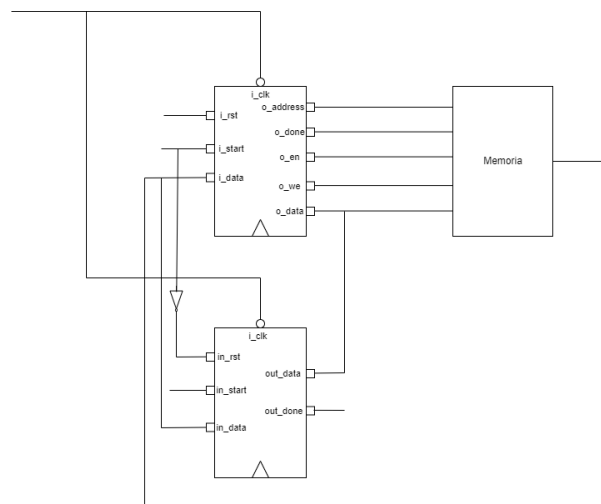 i_clk
i_rst
i_start
i_data
o_address
o_done
o_en
o_we
o_data
Memoria
i_clk
in_rst
in_start
in_data
out_data
out_done